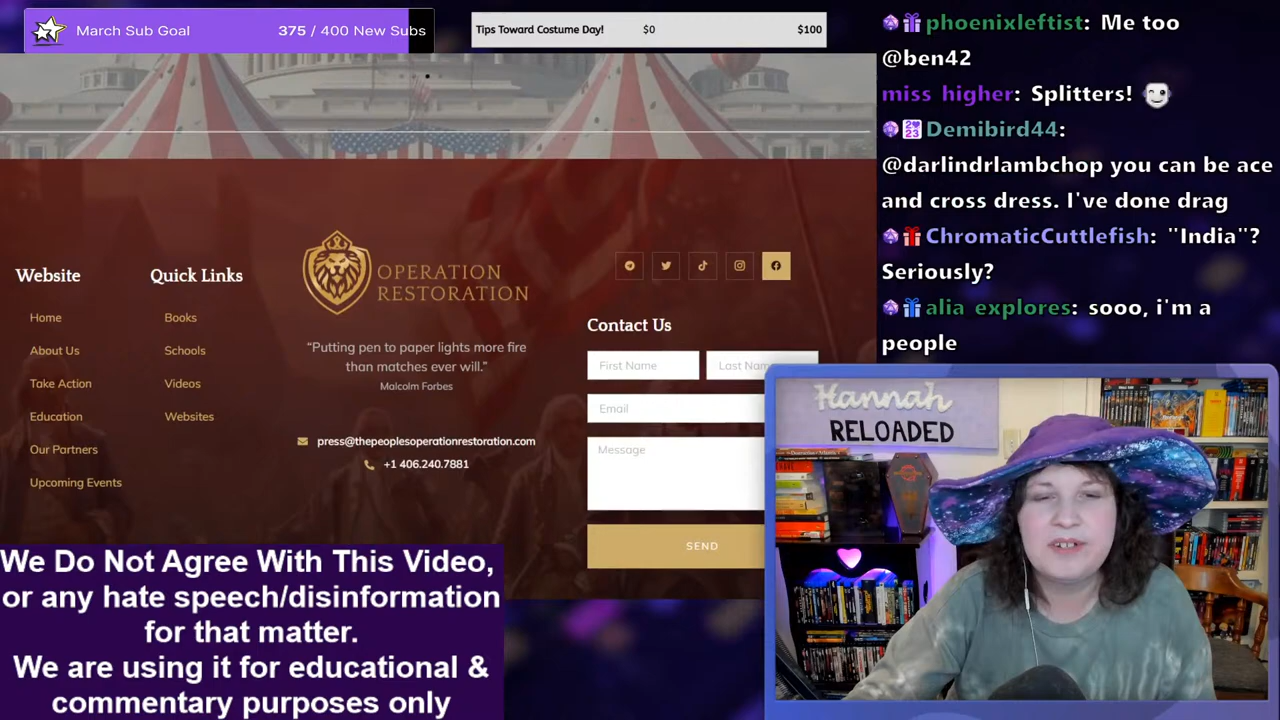 March Sub Goal
375 / 400 New Subs
Tips Toward Costume Day!
$0
$100
Website
Home
About Us
Take Action
Education
Our Partners
Upcoming Events
Quick Links
Books
Schools
Videos
Websites
OPERATION
RESTORATION
“Putting pen to paper lights more fire
than matches ever will.”
Malcolm Forbes
press@thepeoplesoperationrestoration.com
+1 406.240.7881
Contact Us
First Name
Last Name
Email
Message
SEND
We Do Not Agree With This Video,
or any hate speech/disinformation
for that matter.
We are using it for educational &
commentary purposes only
phoenixleftist: Me too
@ben42
miss higher: Splitters!
Demibird44:
@darlindrlambchop you can be ace
and cross dress. I've done drag
ChromaticCuttlefish: "India"?
Seriously?
alia explores: sooo, i'm a
people
Hannah
RELOADED